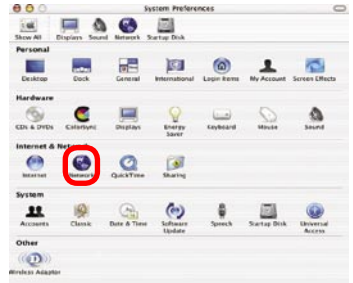 System Preferences
Show All Displays Sound Network Startup Disk
Personal
Desktop Dock General International Login Items My Account Screen Effects
Hardware
CDs & DVDs ColorSync Displays Energy Saver Keyboard Mouse Sound
Internet & Network
Internet Network QuickTime Sharing
System
Accounts Classic Date & Time Software Update Speech Startup Disk Universal Access
Other
Wireless Adaptor